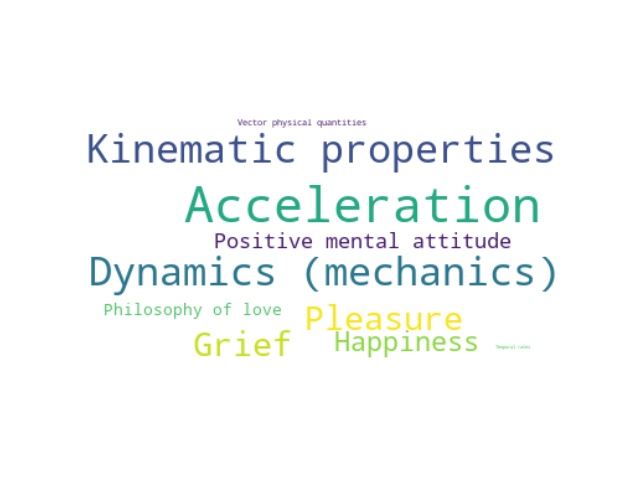 Vector physical quantities
Kinematic properties
Acceleration
Positive mental attitude
Dynamics (mechanics)
Philosophy of love
Pleasure
Grief
Happiness
Temporal rates